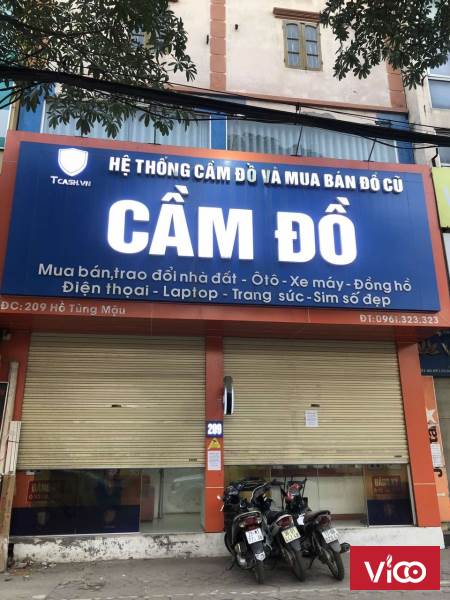 HỆ THỐNG CẦM ĐỒ VÀ MUA BÁN ĐỒ CŨ
TCASH.VN
CẦM ĐỒ
Mua bán,trao đổi nhà đất - Ôtô - Xe máy - Đồng hồ
Điện thoại - Laptop - Trang sức - Sim số đẹp
ĐC: 209 Hồ Tùng Mậu
ĐT: 0961.323.323
209
VICO